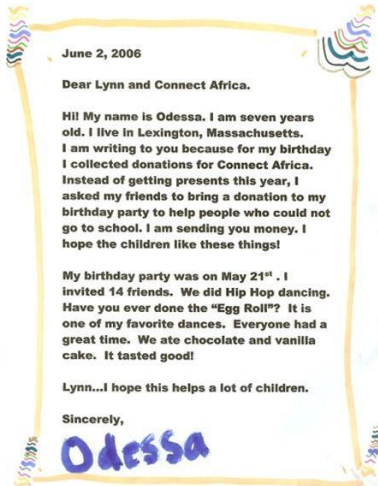 June 2, 2006
Dear Lynn and Connect Africa.
Hi! My name is Odessa. I am seven years
old. I live in Lexington, Massachusetts.
I am writing to you because for my birthday
I collected donations for Connect Africa.
Instead of getting presents this year, I
asked my friends to bring a donation to my
birthday party to help people who could not
go to school. I am sending you money. I
hope the children like these things!
My birthday party was on May 21st . I
invited 14 friends.  We did Hip Hop dancing.
Have you ever done the “Egg Roll”?  It is
one of my favorite dances.  Everyone had a
great time.  We ate chocolate and vanilla
cake.  It tasted good!
Lynn...I hope this helps a lot of children.
Sincerely,
Odessa